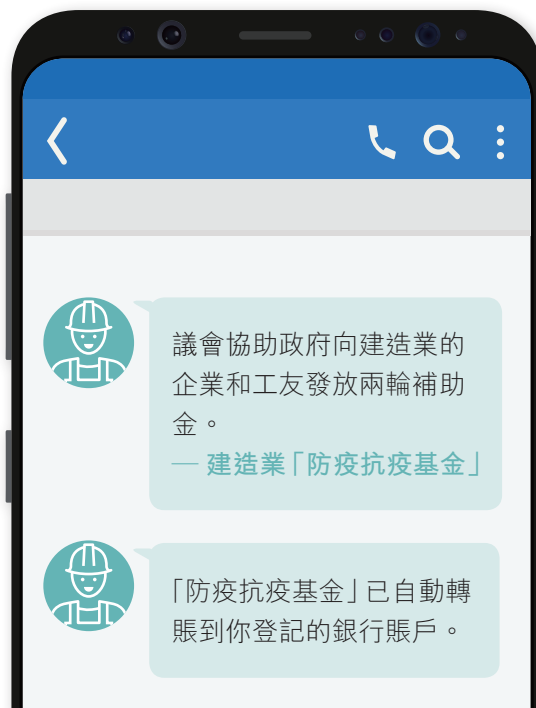 議會協助政府向建造業的
企業和工友發放兩輪補助
金。
— 建造業「防疫抗疫基金」
「防疫抗疫基金」已自動轉
賬到你登記的銀行賬戶。